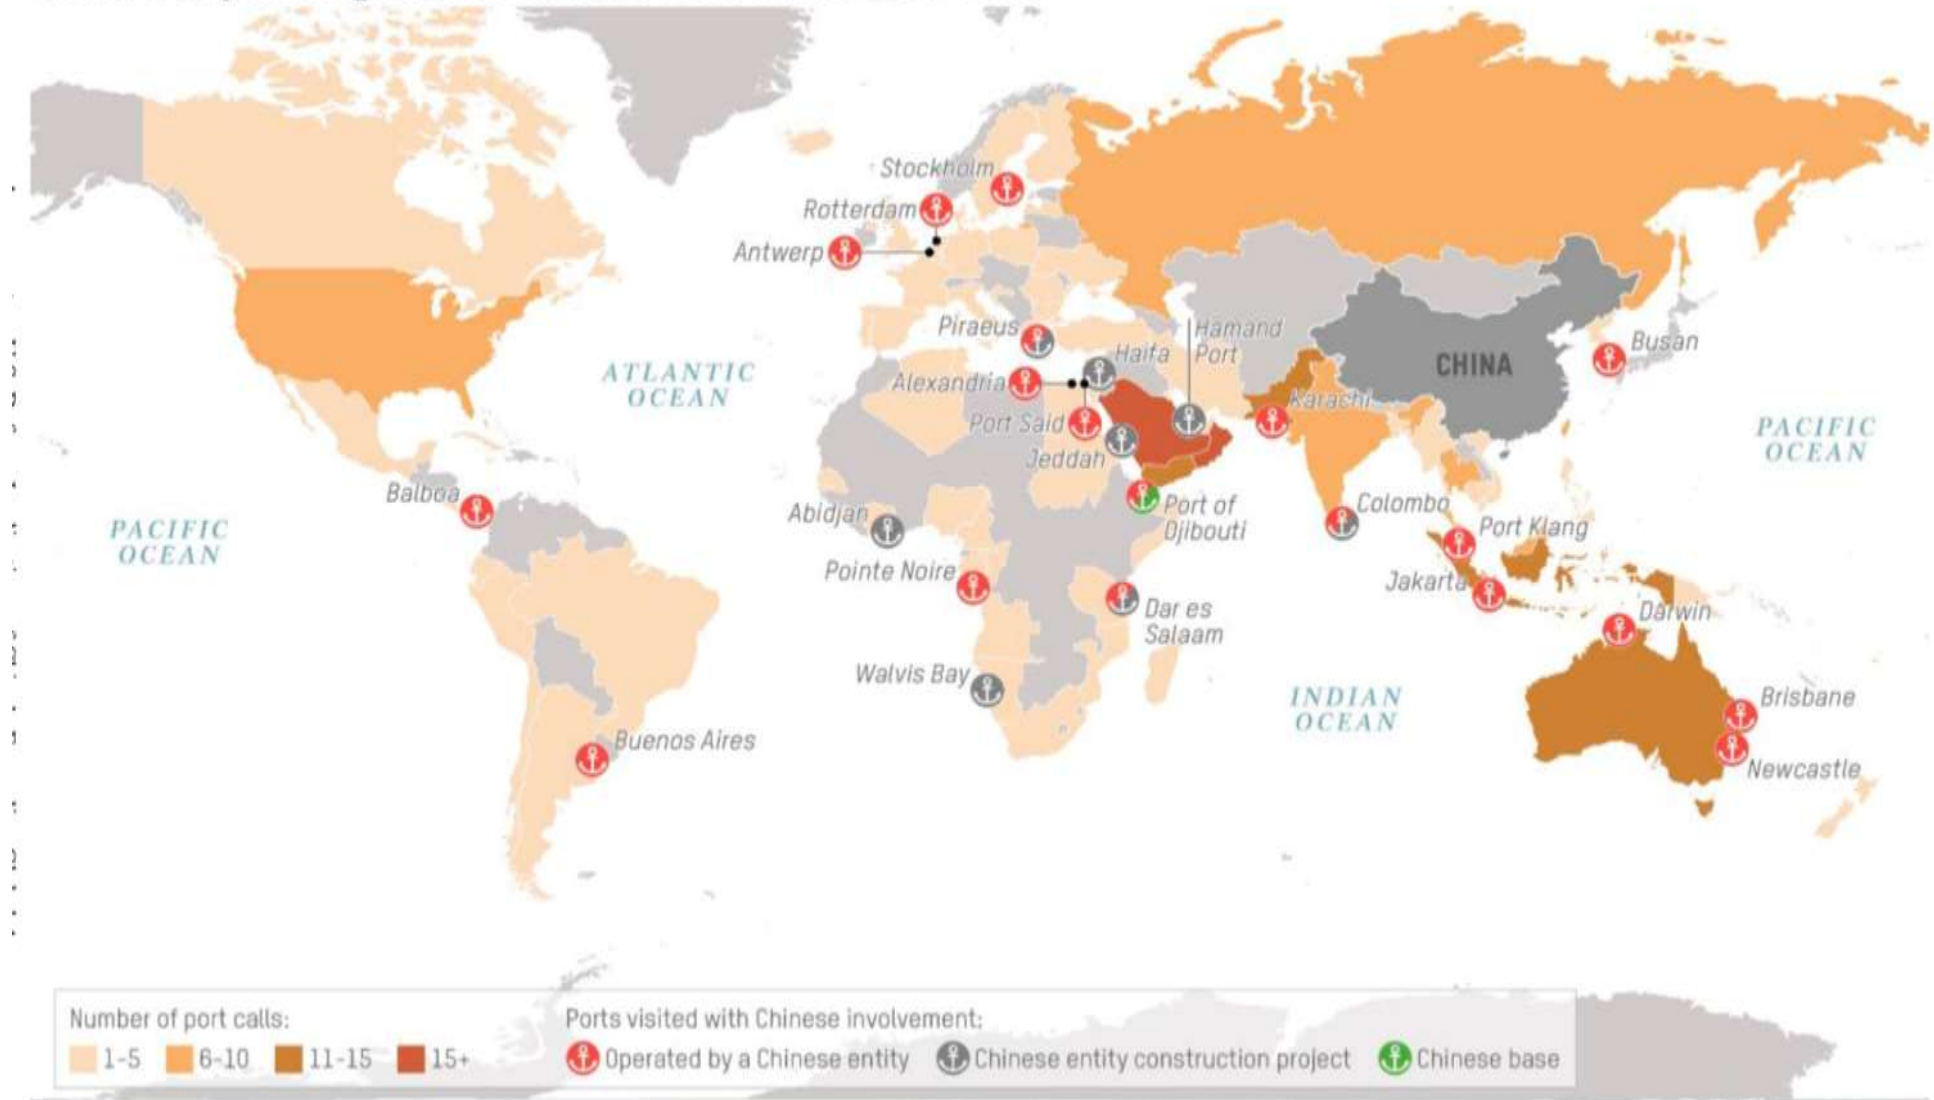 Stockholm
Rotterdam
Antwerp
Piraeus
Hamand
Port
Haifa
Busan
CHINA
ATLANTIC
OCEAN
Alexandria
Karachi
Port Said
PACIFIC
OCEAN
Jeddah
Balboa
Port of
Djibouti
Colombo
Abidjan
Port Klang
PACIFIC
OCEAN
Pointe Noire
Jakarta
Dar es
Salaam
Darwin
Walvis Bay
INDIAN
OCEAN
Brisbane
Buenos Aires
Newcastle
Number of port calls:
1-5 6-10 11-15 15+
Ports visited with Chinese involvement:
Operated by a Chinese entity Chinese entity construction project Chinese base